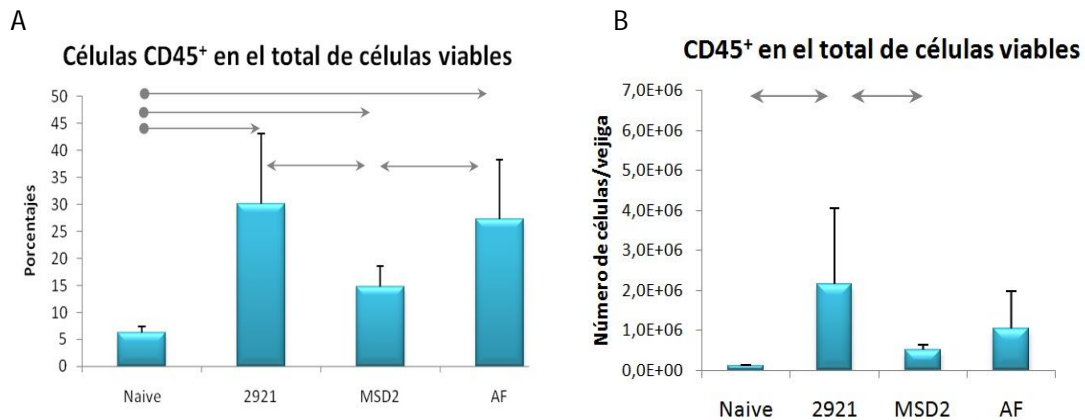 A
Células CD45⁺ en el total de células viables
Porcentajes
50
45
40
35
30
25
20
15
10
5
0
Naive 2921 MSD2 AF
B
CD45⁺ en el total de células viables
Número de células/vejiga
7,0E+06
6,0E+06
5,0E+06
4,0E+06
3,0E+06
2,0E+06
1,0E+06
0,0E+00
Naive 2921 MSD2 AF